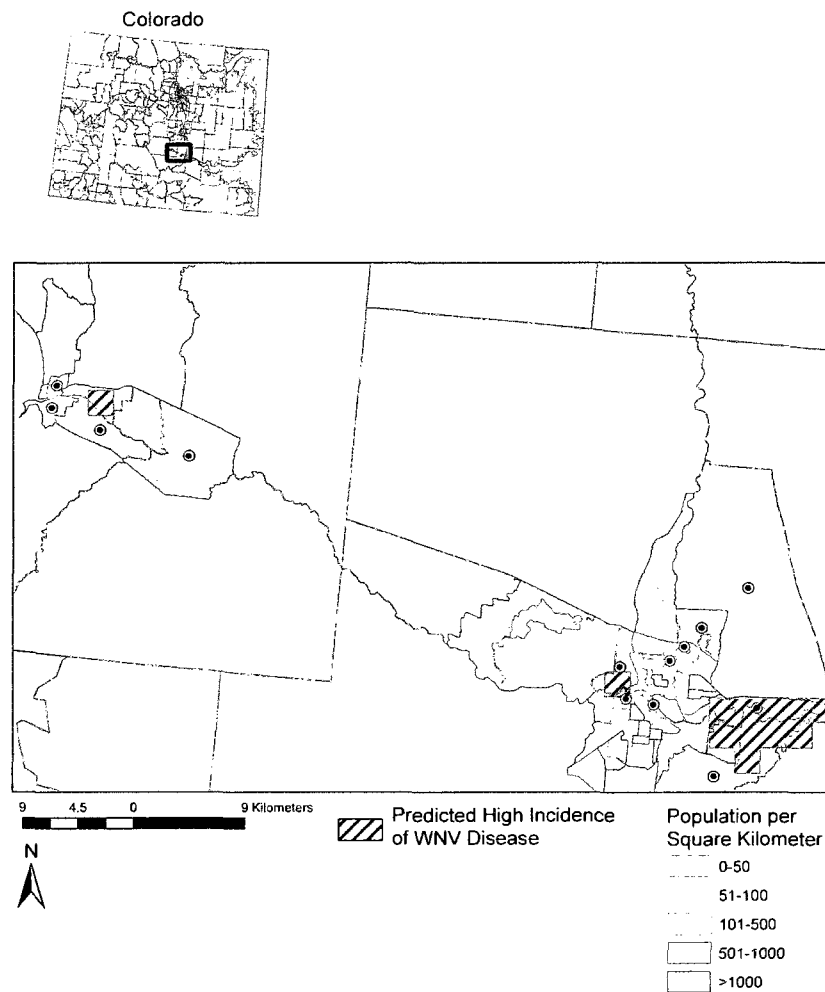 Colorado
9 4.5 0 9 Kilometers
N
Predicted High Incidence
of WNV Disease
Population per
Square Kilometer
0-50
51-100
101-500
501-1000
>1000